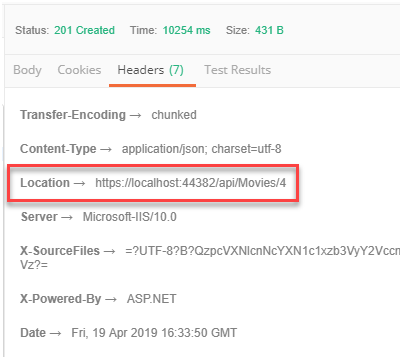 Status: 201 Created Time: 10254 ms Size: 431 B
Body Cookies Headers (7) Test Results
Transfer-Encoding → chunked
Content-Type → application/json; charset=utf-8
Location → https://localhost:44382/api/Movies/4
Server → Microsoft-IIS/10.0
X-SourceFiles → =?UTF-8?B?QzpcVXNlcnNcYXN1c1xzb3VyY2Vccm
Vz?=
X-Powered-By → ASP.NET
Date → Fri, 19 Apr 2019 16:33:50 GMT